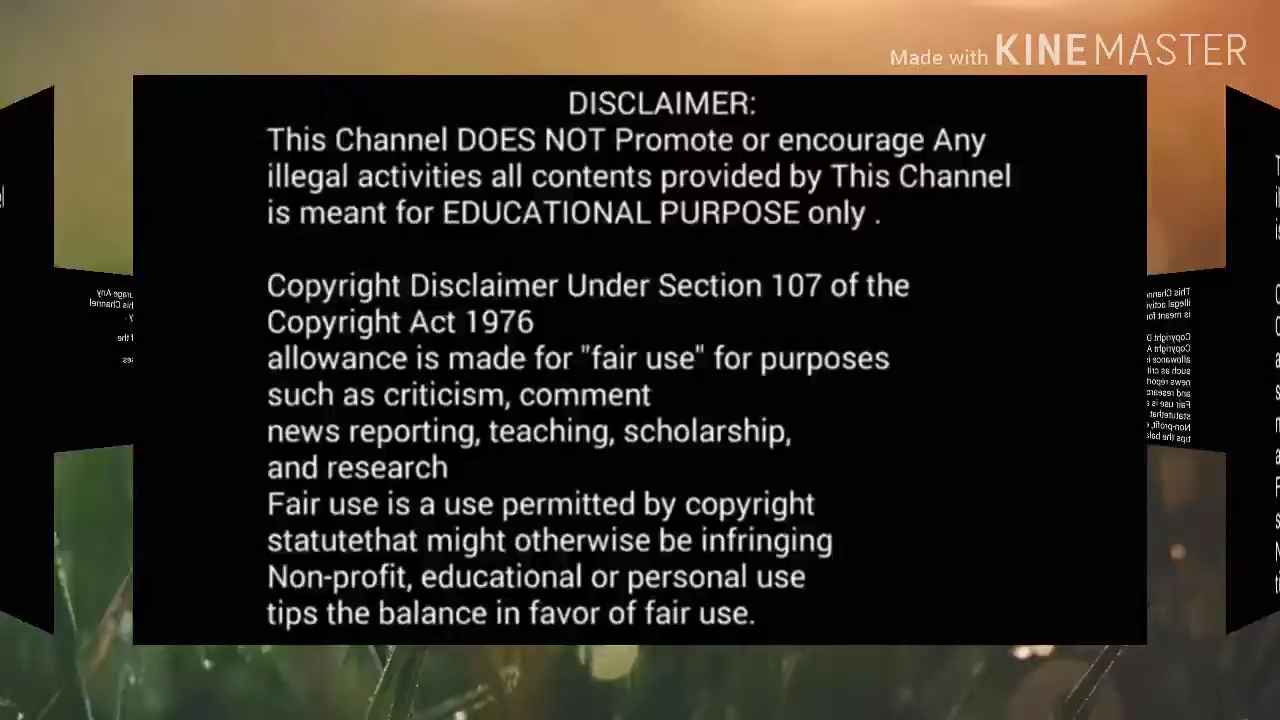 Made with KINEMASTER
DISCLAIMER:
This Channel DOES NOT Promote or encourage Any
illegal activities all contents provided by This Channel
is meant for EDUCATIONAL PURPOSE only .
Copyright Disclaimer Under Section 107 of the
Copyright Act 1976
allowance is made for "fair use" for purposes
such as criticism, comment
news reporting, teaching, scholarship,
and research
Fair use is a use permitted by copyright
statutethat might otherwise be infringing
Non-profit, educational or personal use
tips the balance in favor of fair use.